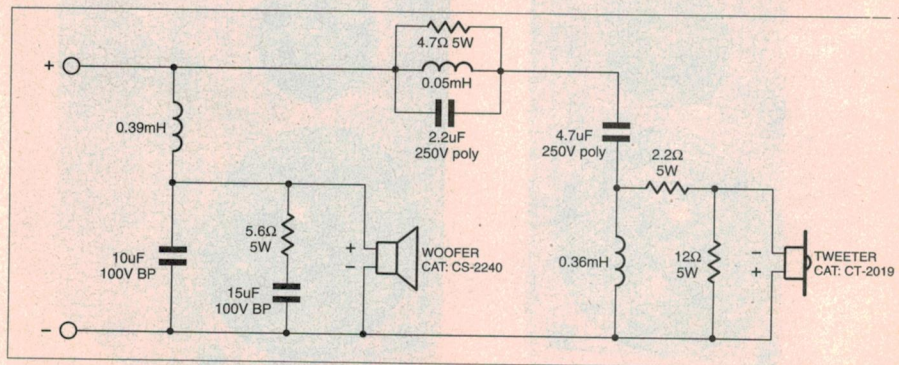 4.7Ω 5W
+
0.05mH
0.39mH
2.2uF
250V poly
4.7uF
250V poly
2.2Ω
5W
5.6Ω
5W
+
-
WOOFER
CAT: CS-2240
10uF
100V BP
15uF
100V BP
0.36mH
12Ω
5W
-
+
TWEETER
CAT: CT-2019
-